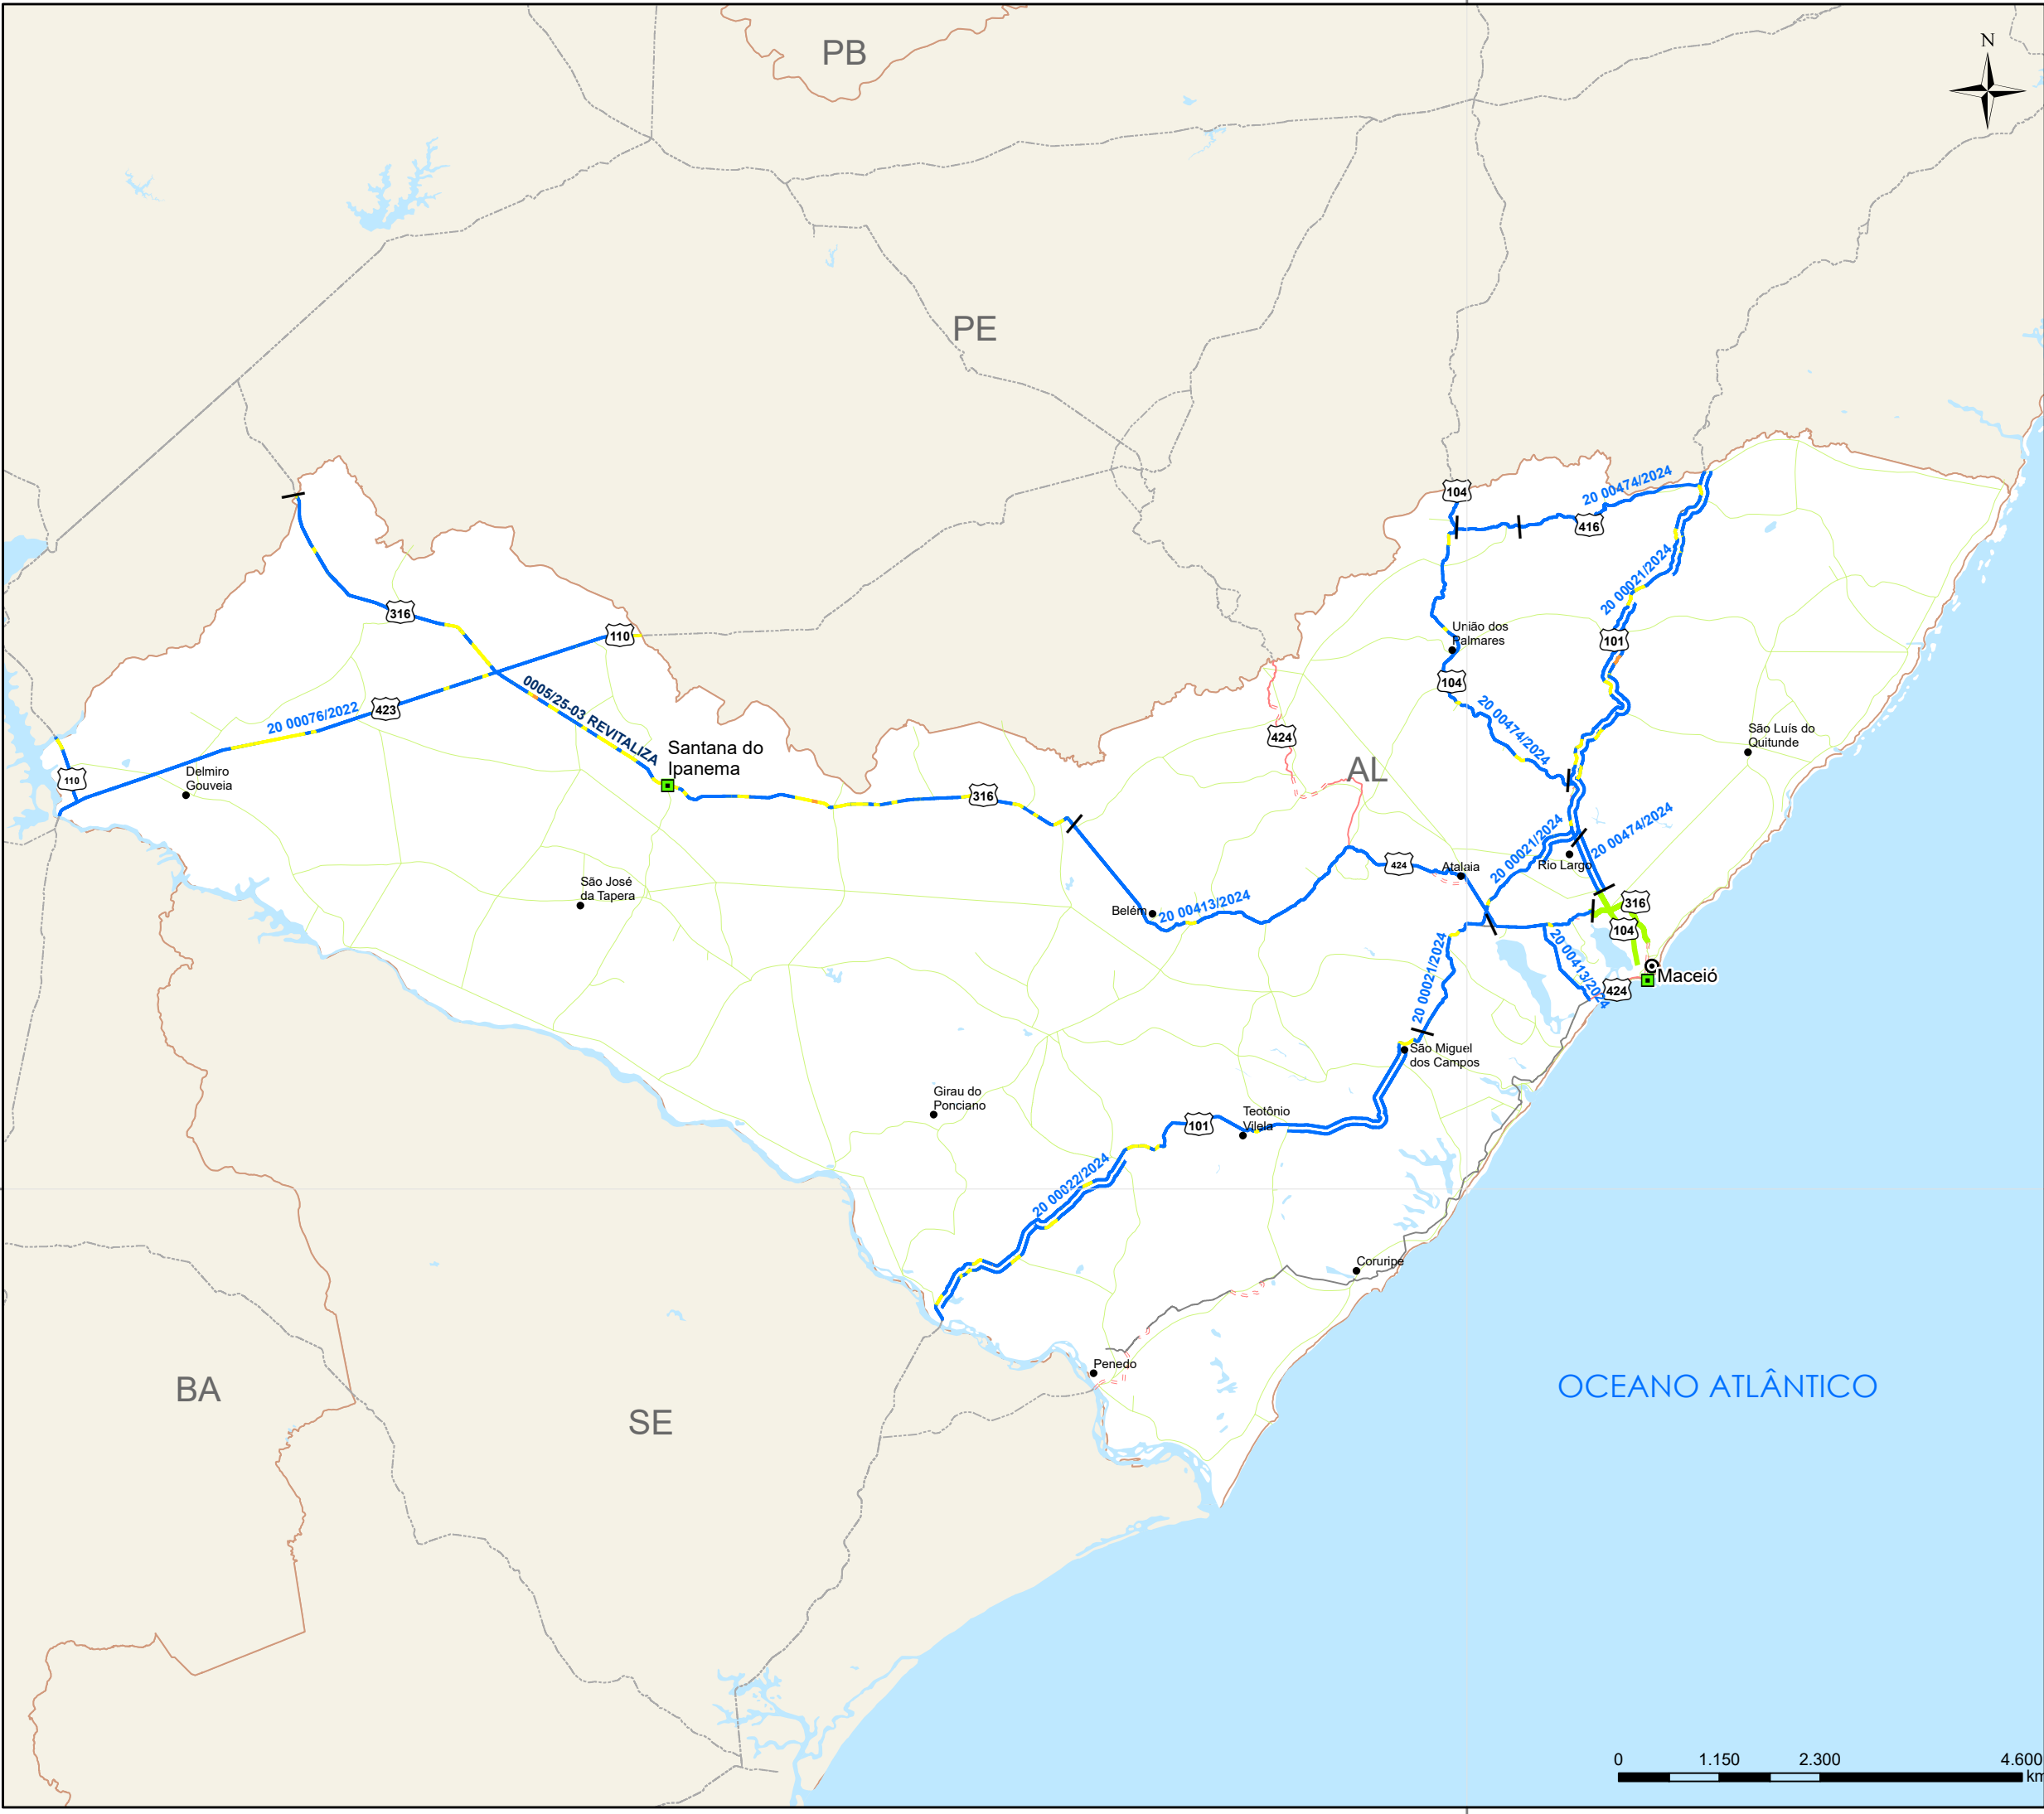 PB
N
PE
104
20 00474/2024
416
20 00021/2024
316
110
União dos
Palmares
101
104
0005/25-03 REVITALIZA
20 00076/2022
423
20 00474/2024
424
São Luís do
Quitunde
Santana do
Ipanema
AL
110
Delmiro
Gouveia
316
20 00021/2024
20 00474/2024
424
Atalaia
Rio Largo
São José
da Tapera
Belém
20 00413/2024
316
104
20 00021/2024
20 00413/2024
Maceió
424
São Miguel
dos Campos
Girau do
Ponciano
Teotônio
Vilela
101
20 00022/2024
Coruripe
Penedo
BA
SE
OCEANO ATLÂNTICO
0 1.150 2.300 4.600
km